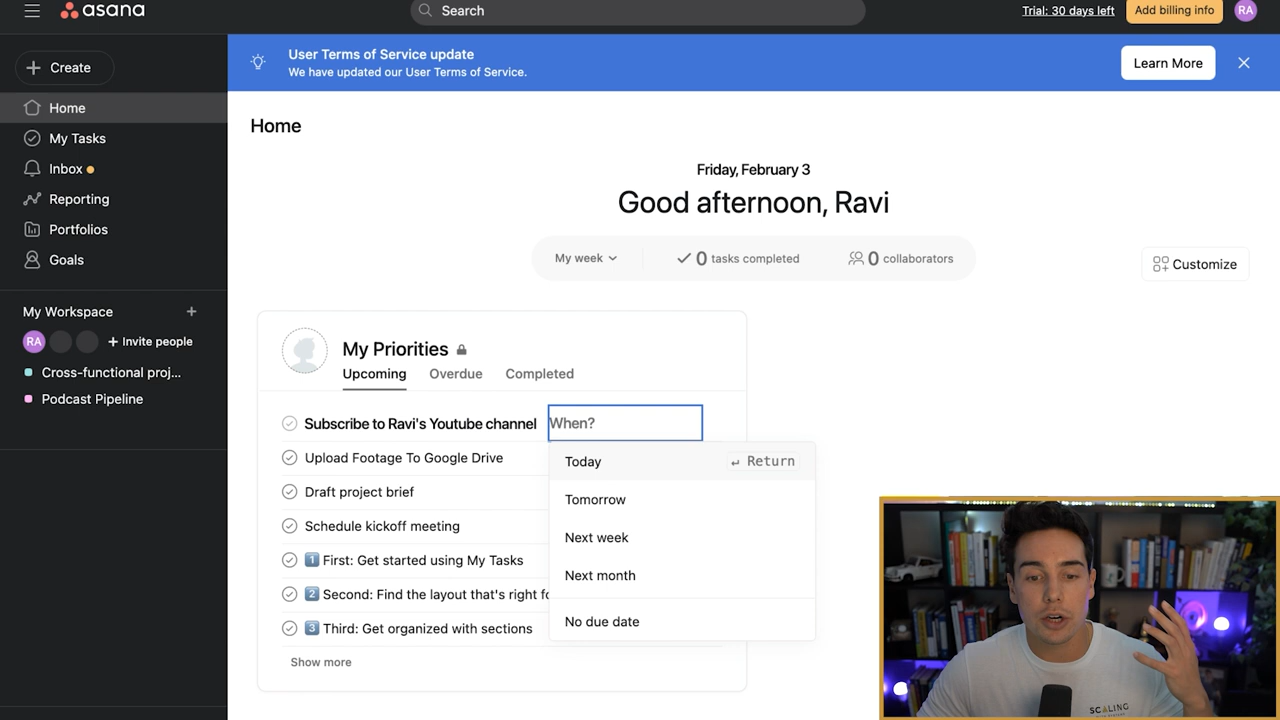 asana
Search
Trial: 30 days left
Add billing info
RA
Create
User Terms of Service update
We have updated our User Terms of Service.
Learn More
Home
My Tasks
Inbox
Reporting
Portfolios
Goals
My Workspace
RA
Invite people
Cross-functional proj...
Podcast Pipeline
Home
Friday, February 3
Good afternoon, Ravi
My week
0 tasks completed
0 collaborators
Customize
My Priorities
Upcoming
Overdue
Completed
Subscribe to Ravi's Youtube channel
When?
Upload Footage To Google Drive
Draft project brief
Schedule kickoff meeting
1 First: Get started using My Tasks
2 Second: Find the layout that's right fo
3 Third: Get organized with sections
Show more
Today
Return
Tomorrow
Next week
Next month
No due date
SCALING